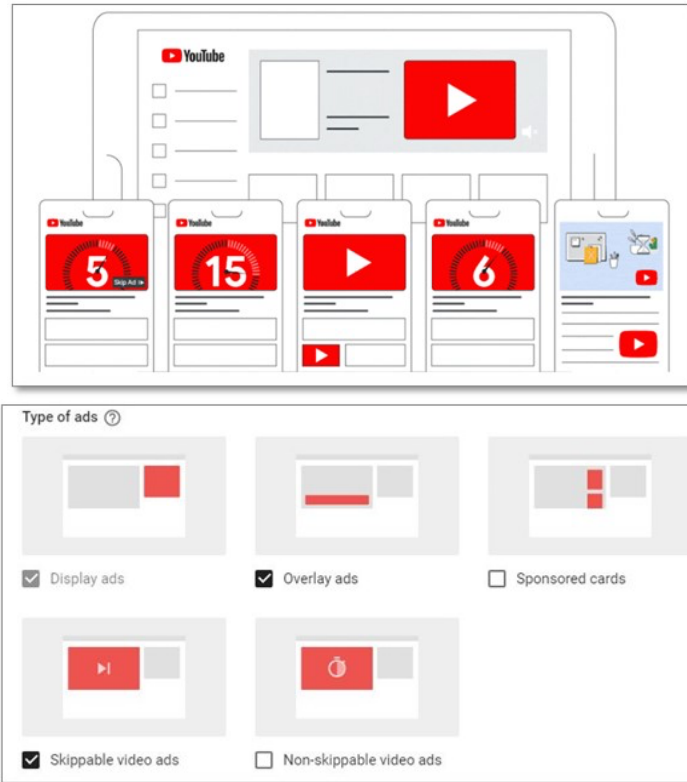 YouTube
YouTube
YouTube
YouTube
YouTube
5
15
6
Skip Ad
Type of ads
Display ads
Overlay ads
Sponsored cards
Skippable video ads
Non-skippable video ads